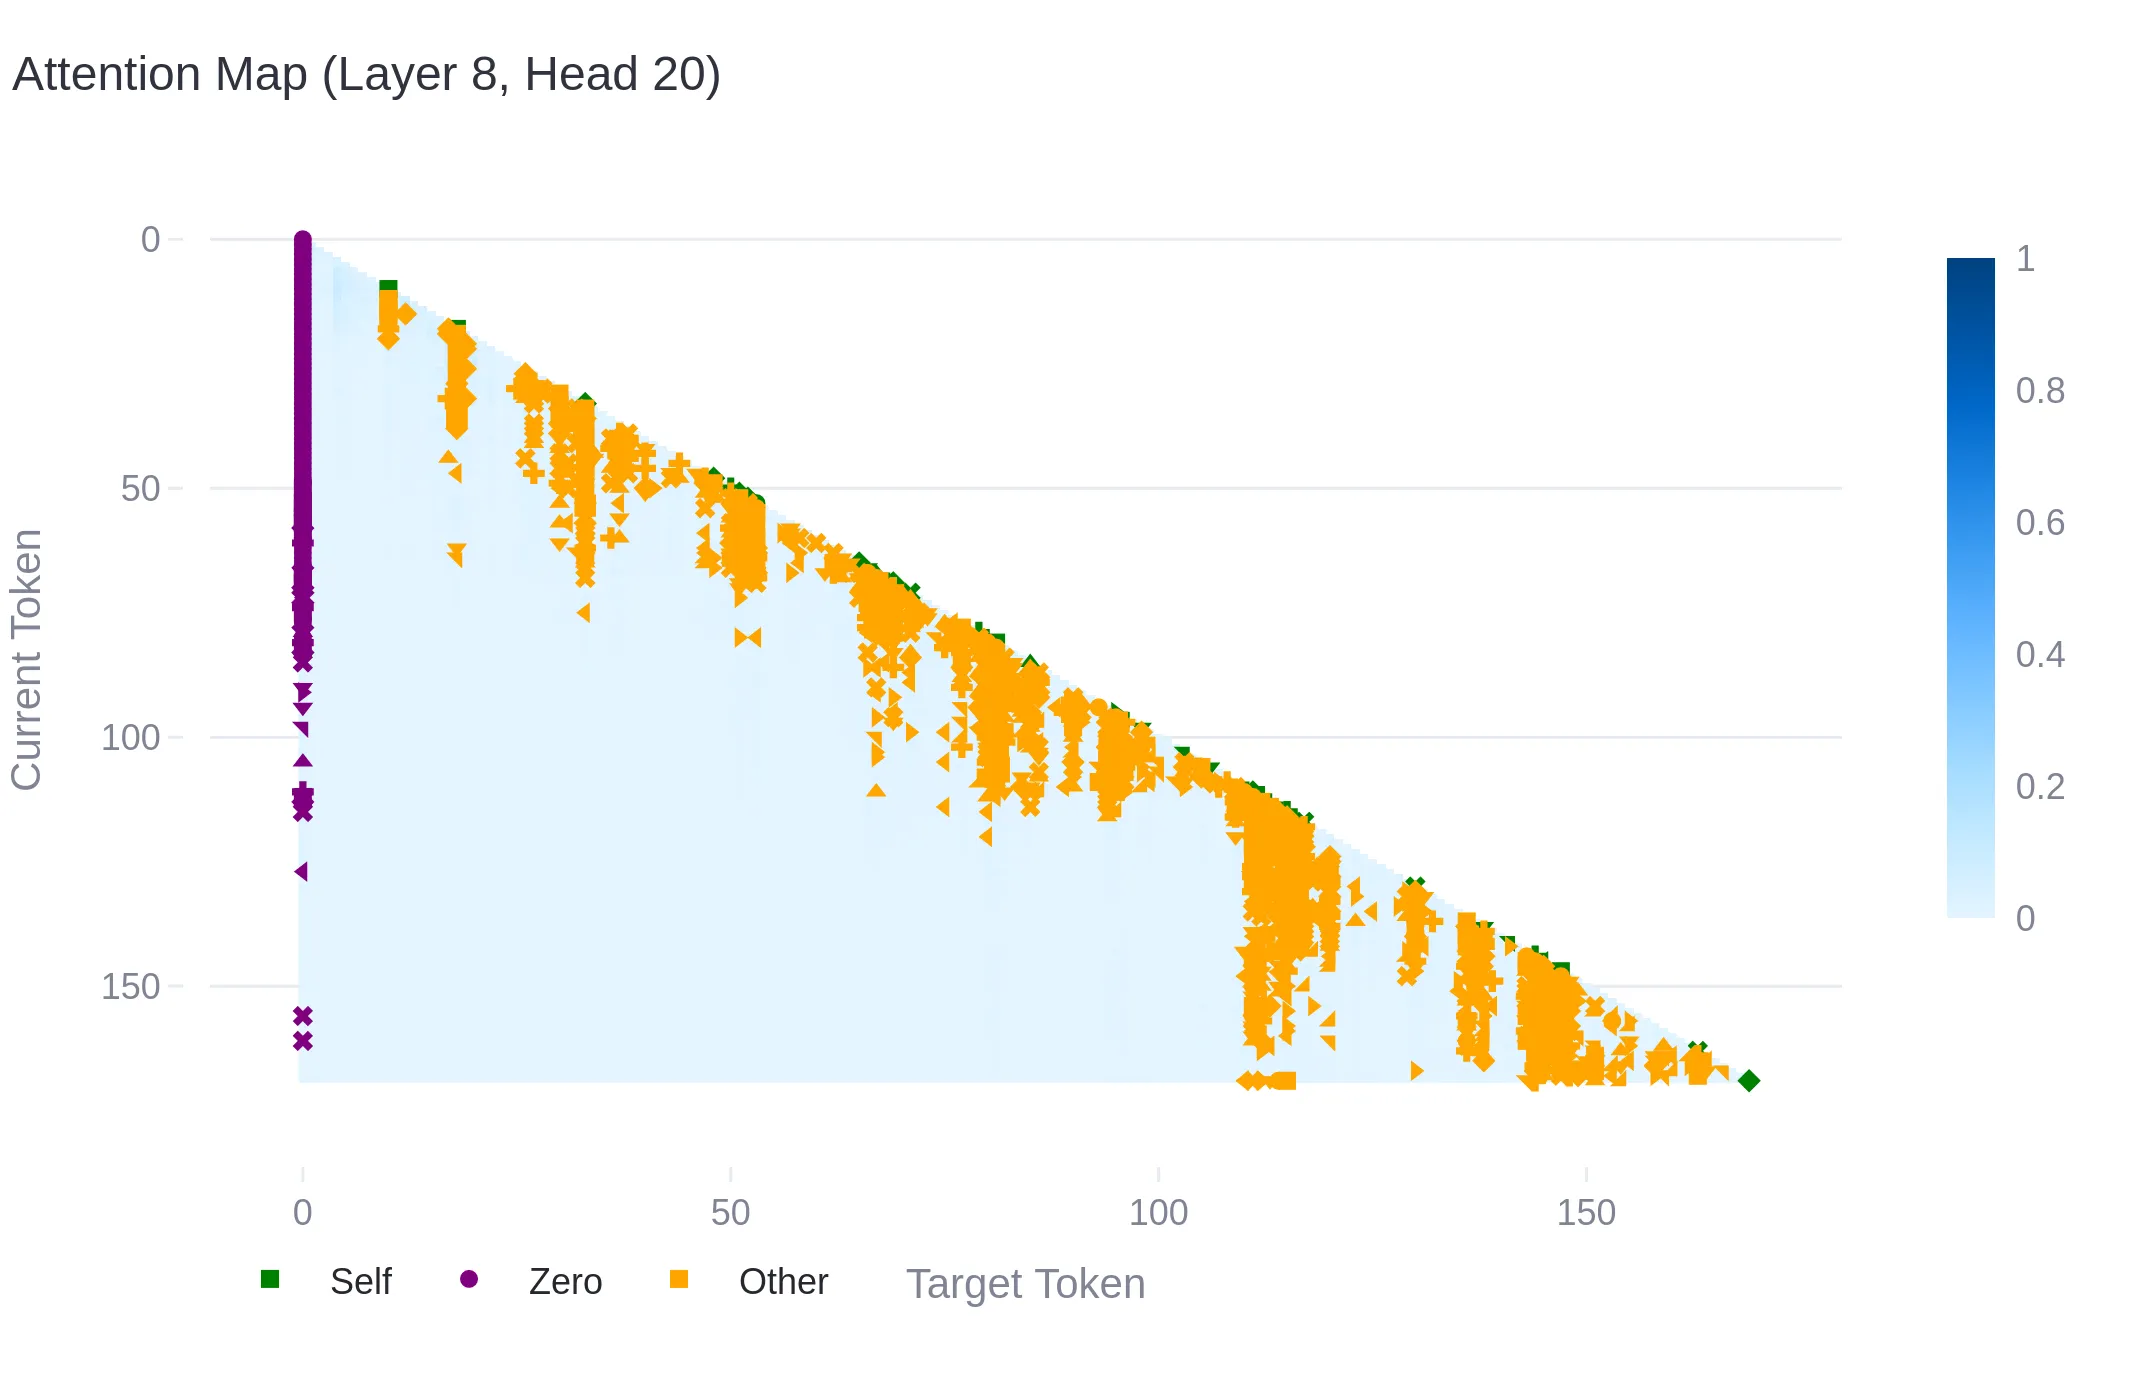 Attention Map (Layer 8, Head 20)
0
50
100
150
Current Token
1
0.8
0.6
0.4
0.2
0
0 50 100 150
Self Zero Other Target Token